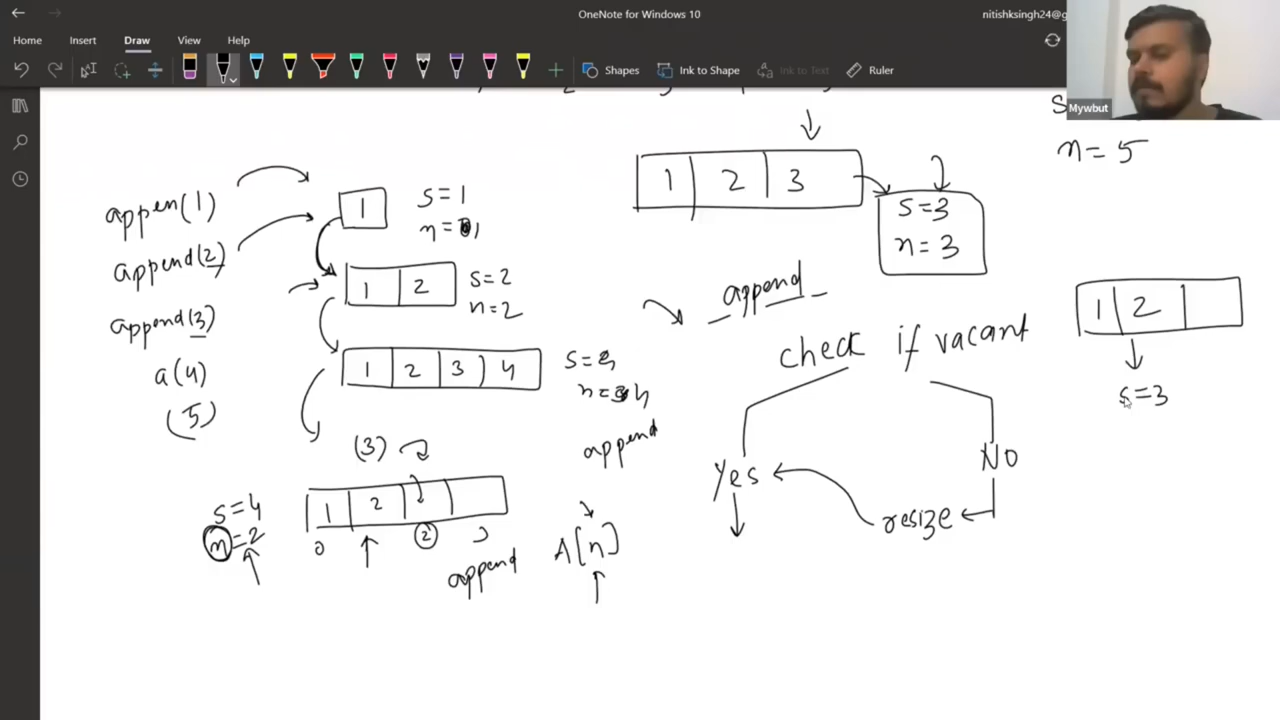 OneNote for Windows 10
nitishksingh24@g
Home Insert Draw View Help
Shapes Ink to Shape Ink to Text Ruler
Mywbut
n = 5
1 2 3
s=3
n = 3
appen(1)
append(2)
append(3)
a(4)
(5)
1
s = 1
1 2
s=2
n=2
1 2 3 4
append
(3)
s=4
n=2
1 2
0 2
append
A[n]
append
check if vacant
Yes
No
resize
1 2
s=3